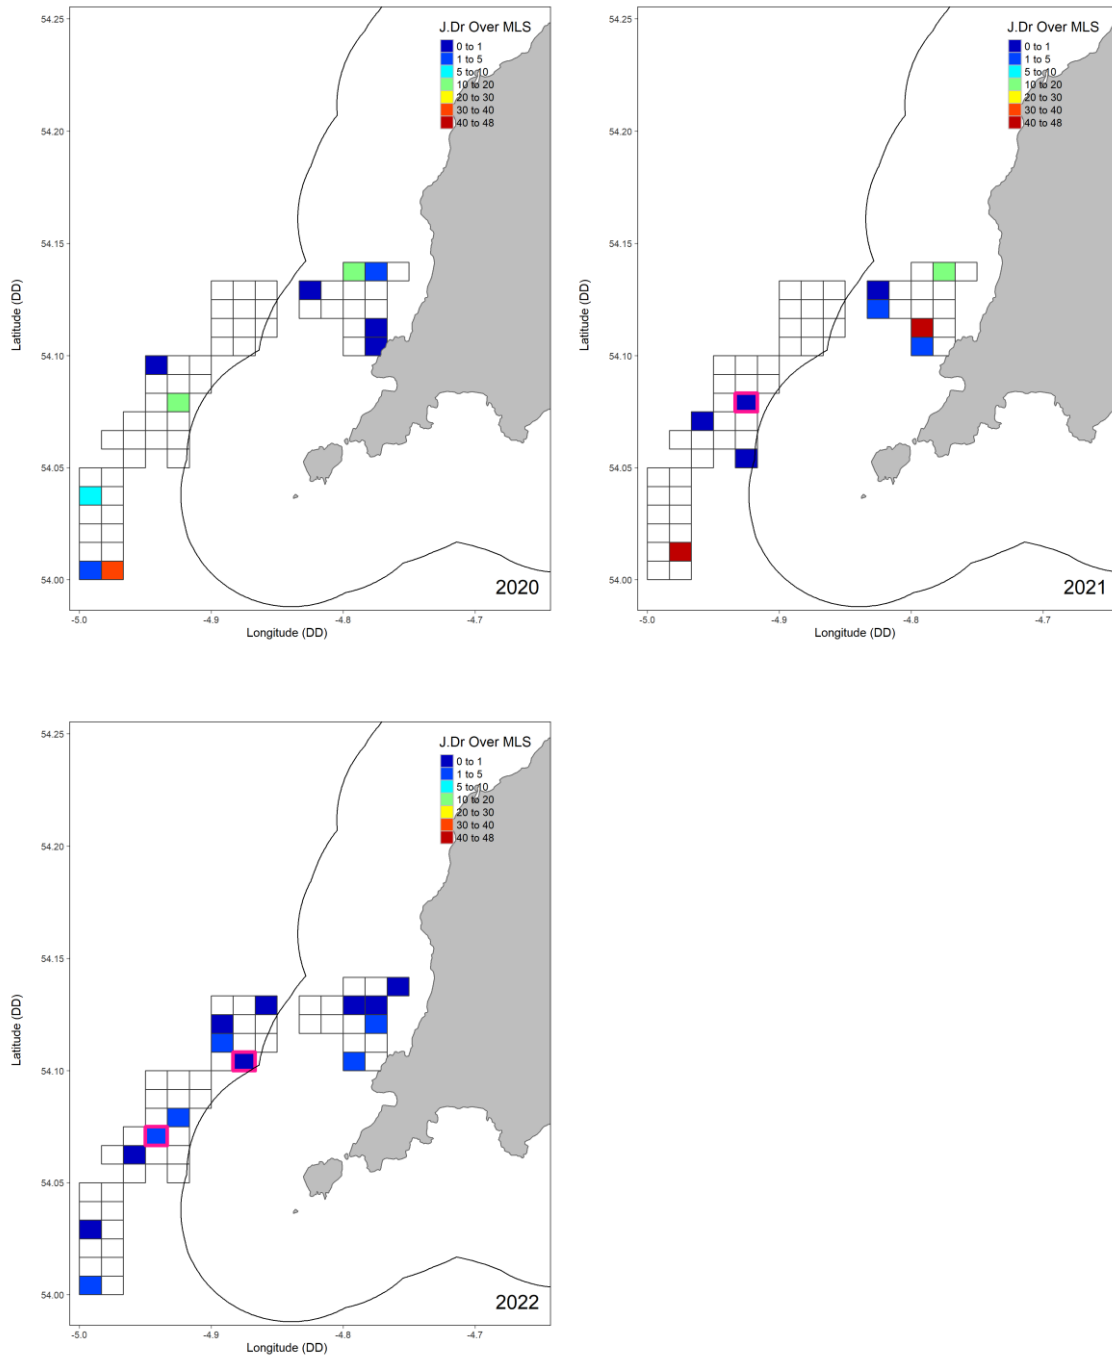 J.Dr Over MLS
0 to 1
1 to 5
5 to 10
10 to 20
20 to 30
30 to 40
40 to 48
54.25
54.20
54.15
54.10
54.05
54.00
Latitude (DD)
-5.0
-4.9
-4.8
-4.7
Longitude (DD)
2020
J.Dr Over MLS
0 to 1
1 to 5
5 to 10
10 to 20
20 to 30
30 to 40
40 to 48
54.25
54.20
54.15
54.10
54.05
54.00
Latitude (DD)
-5.0
-4.9
-4.8
-4.7
Longitude (DD)
2021
J.Dr Over MLS
0 to 1
1 to 5
5 to 10
10 to 20
20 to 30
30 to 40
40 to 48
54.25
54.20
54.15
54.10
54.05
54.00
Latitude (DD)
-5.0
-4.9
-4.8
-4.7
Longitude (DD)
2022